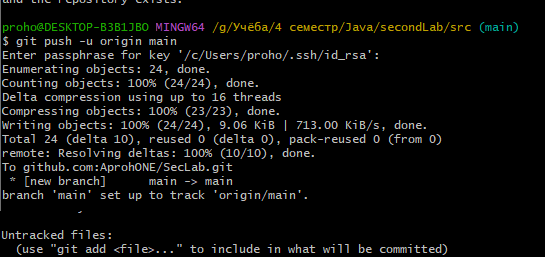 and the repository exists.
proho@DESKTOP-B3B1JBO MINGW64 /g/Учёба/4 семестр/Java/secondLab/src (main)
$ git push -u origin main
Enter passphrase for key '/c/Users/proho/.ssh/id_rsa':
Enumerating objects: 24, done.
Counting objects: 100% (24/24), done.
Delta compression using up to 16 threads
Compressing objects: 100% (23/23), done.
Writing objects: 100% (24/24), 9.06 KiB | 713.00 KiB/s, done.
Total 24 (delta 10), reused 0 (delta 0), pack-reused 0 (from 0)
remote: Resolving deltas: 100% (10/10), done.
To github.com:AprohONE/SecLab.git
 * [new branch]      main -> main
branch 'main' set up to track 'origin/main'.
Untracked files:
  (use "git add <file>..." to include in what will be committed)